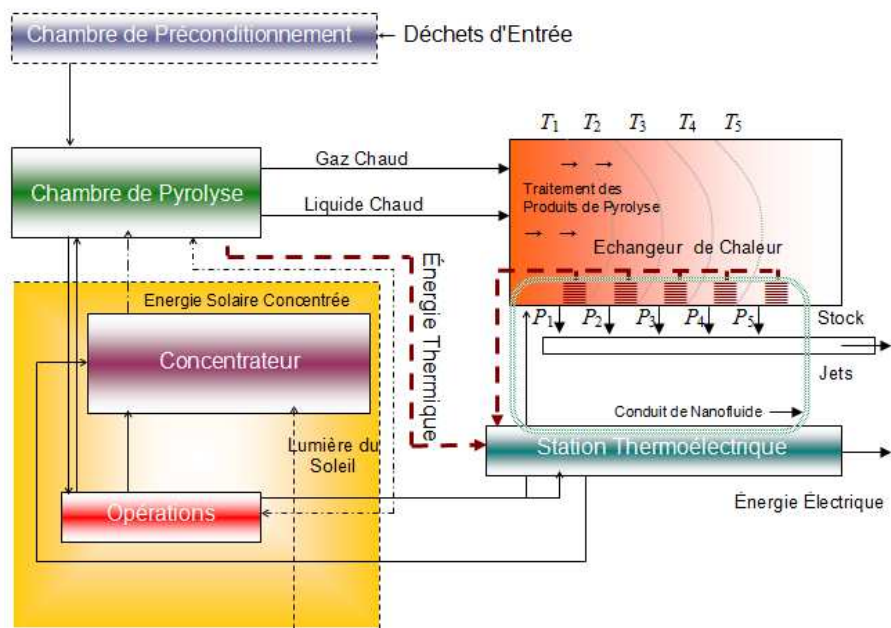 Chambre de Préconditionnement
← Déchets d'Entrée
T1 T2 T3 T4 T5
Gaz Chaud
Chambre de Pyrolyse
Traitement des
Produits de Pyrolyse
Liquide Chaud
Echangeur de Chaleur
Énergie Thermique
Energie Solaire Concentrée
P1 P2 P3 P4 P5
Stock
Concentrateur
Jets
Conduit de Nanofluide
Lumière du
Soleil
Station Thermoélectrique
Énergie Électrique
Opérations